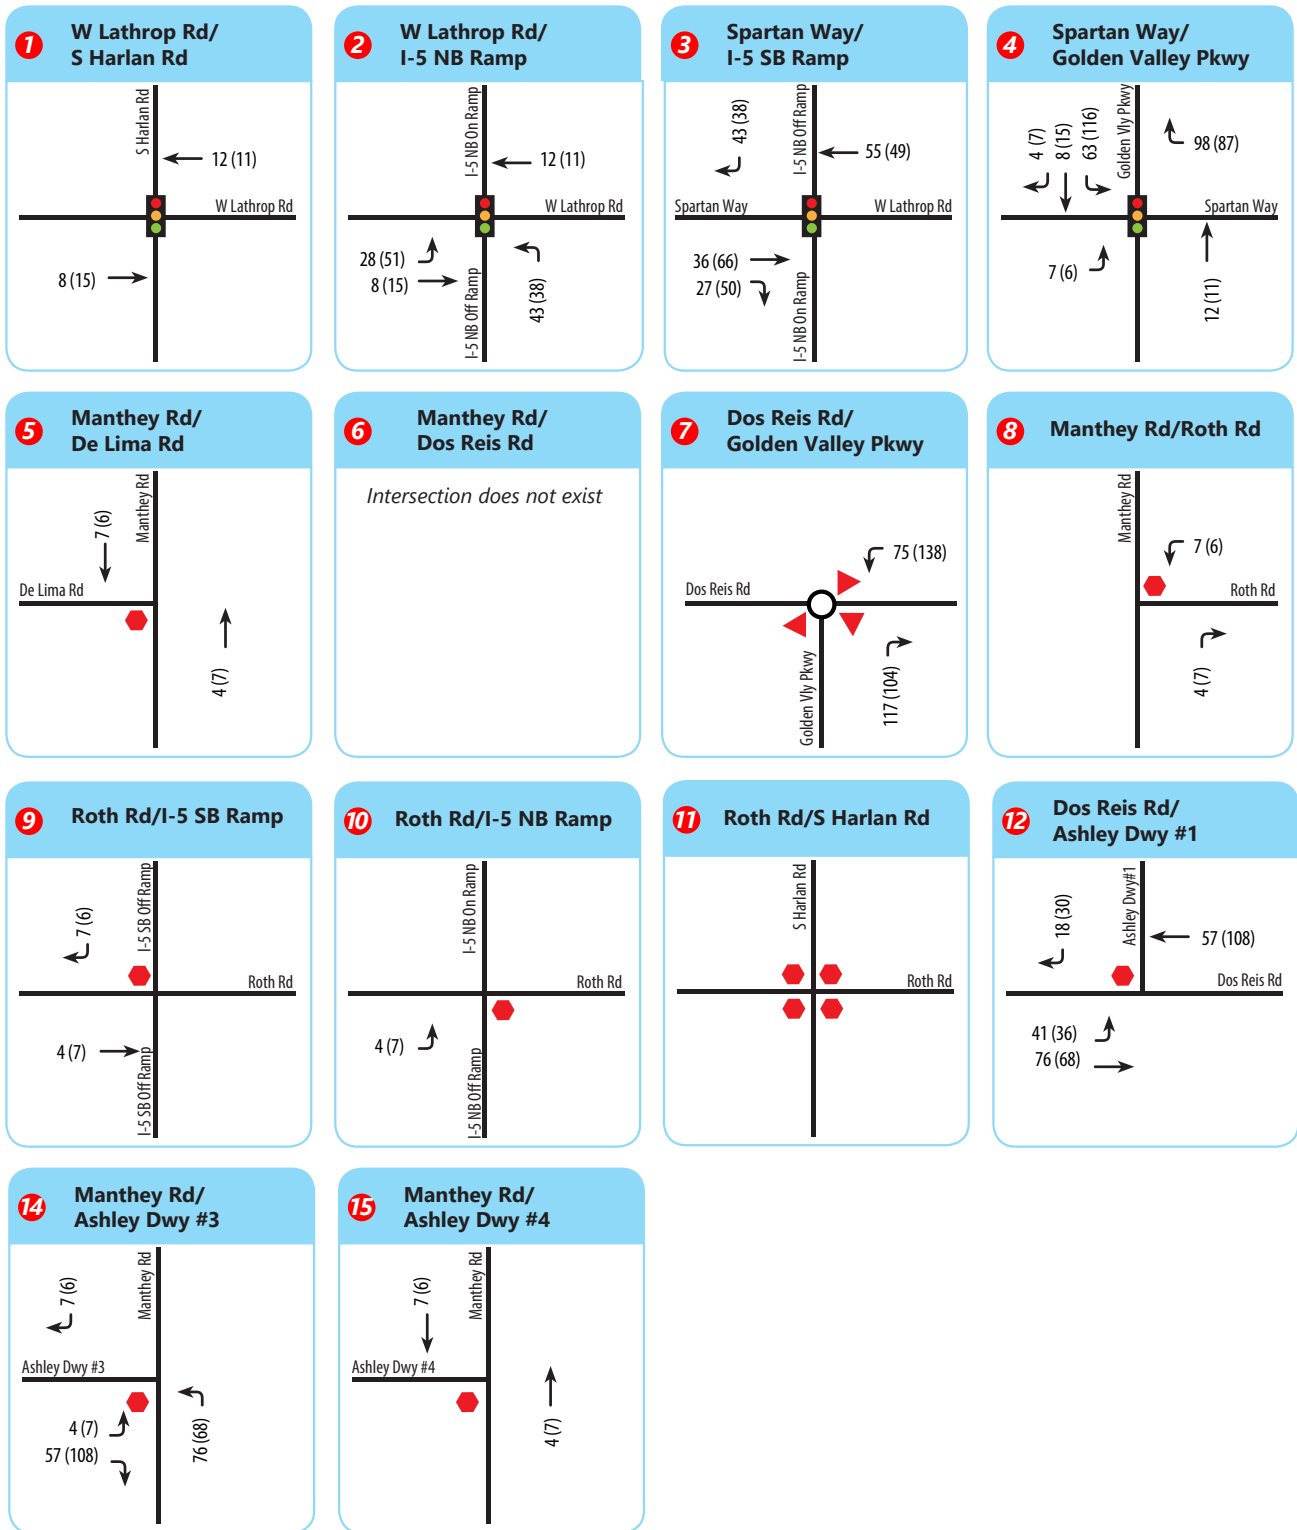 1
W Lathrop Rd/
S Harlan Rd
S Harlan Rd
12 (11)
W Lathrop Rd
8 (15)
2
W Lathrop Rd/
I-5 NB Ramp
I-5 NB On Ramp
12 (11)
W Lathrop Rd
28 (51)
8 (15)
43 (38)
I-5 NB Off Ramp
3
Spartan Way/
I-5 SB Ramp
43 (38)
I-5 NB Off Ramp
55 (49)
Spartan Way
W Lathrop Rd
36 (66)
27 (50)
I-5 NB On Ramp
4
Spartan Way/
Golden Valley Pkwy
4 (7)
8 (15)
63 (116)
Golden Vly Pkwy
98 (87)
Spartan Way
7 (6)
12 (11)
5
Manthey Rd/
De Lima Rd
7 (6)
Manthey Rd
De Lima Rd
4 (7)
6
Manthey Rd/
Dos Reis Rd
Intersection does not exist
7
Dos Reis Rd/
Golden Valley Pkwy
75 (138)
Dos Reis Rd
Golden Vly Pkwy
117 (104)
8
Manthey Rd/Roth Rd
Manthey Rd
7 (6)
Roth Rd
4 (7)
9
Roth Rd/I-5 SB Ramp
7 (6)
I-5 SB Off Ramp
Roth Rd
4 (7)
I-5 SB Off Ramp
10
Roth Rd/I-5 NB Ramp
I-5 NB On Ramp
Roth Rd
4 (7)
I-5 NB Off Ramp
11
Roth Rd/S Harlan Rd
S Harlan Rd
Roth Rd
12
Dos Reis Rd/
Ashley Dwy #1
18 (30)
Ashley Dwy#1
57 (108)
Dos Reis Rd
41 (36)
76 (68)
14
Manthey Rd/
Ashley Dwy #3
7 (6)
Manthey Rd
Ashley Dwy #3
4 (7)
57 (108)
76 (68)
15
Manthey Rd/
Ashley Dwy #4
7 (6)
Manthey Rd
Ashley Dwy #4
4 (7)